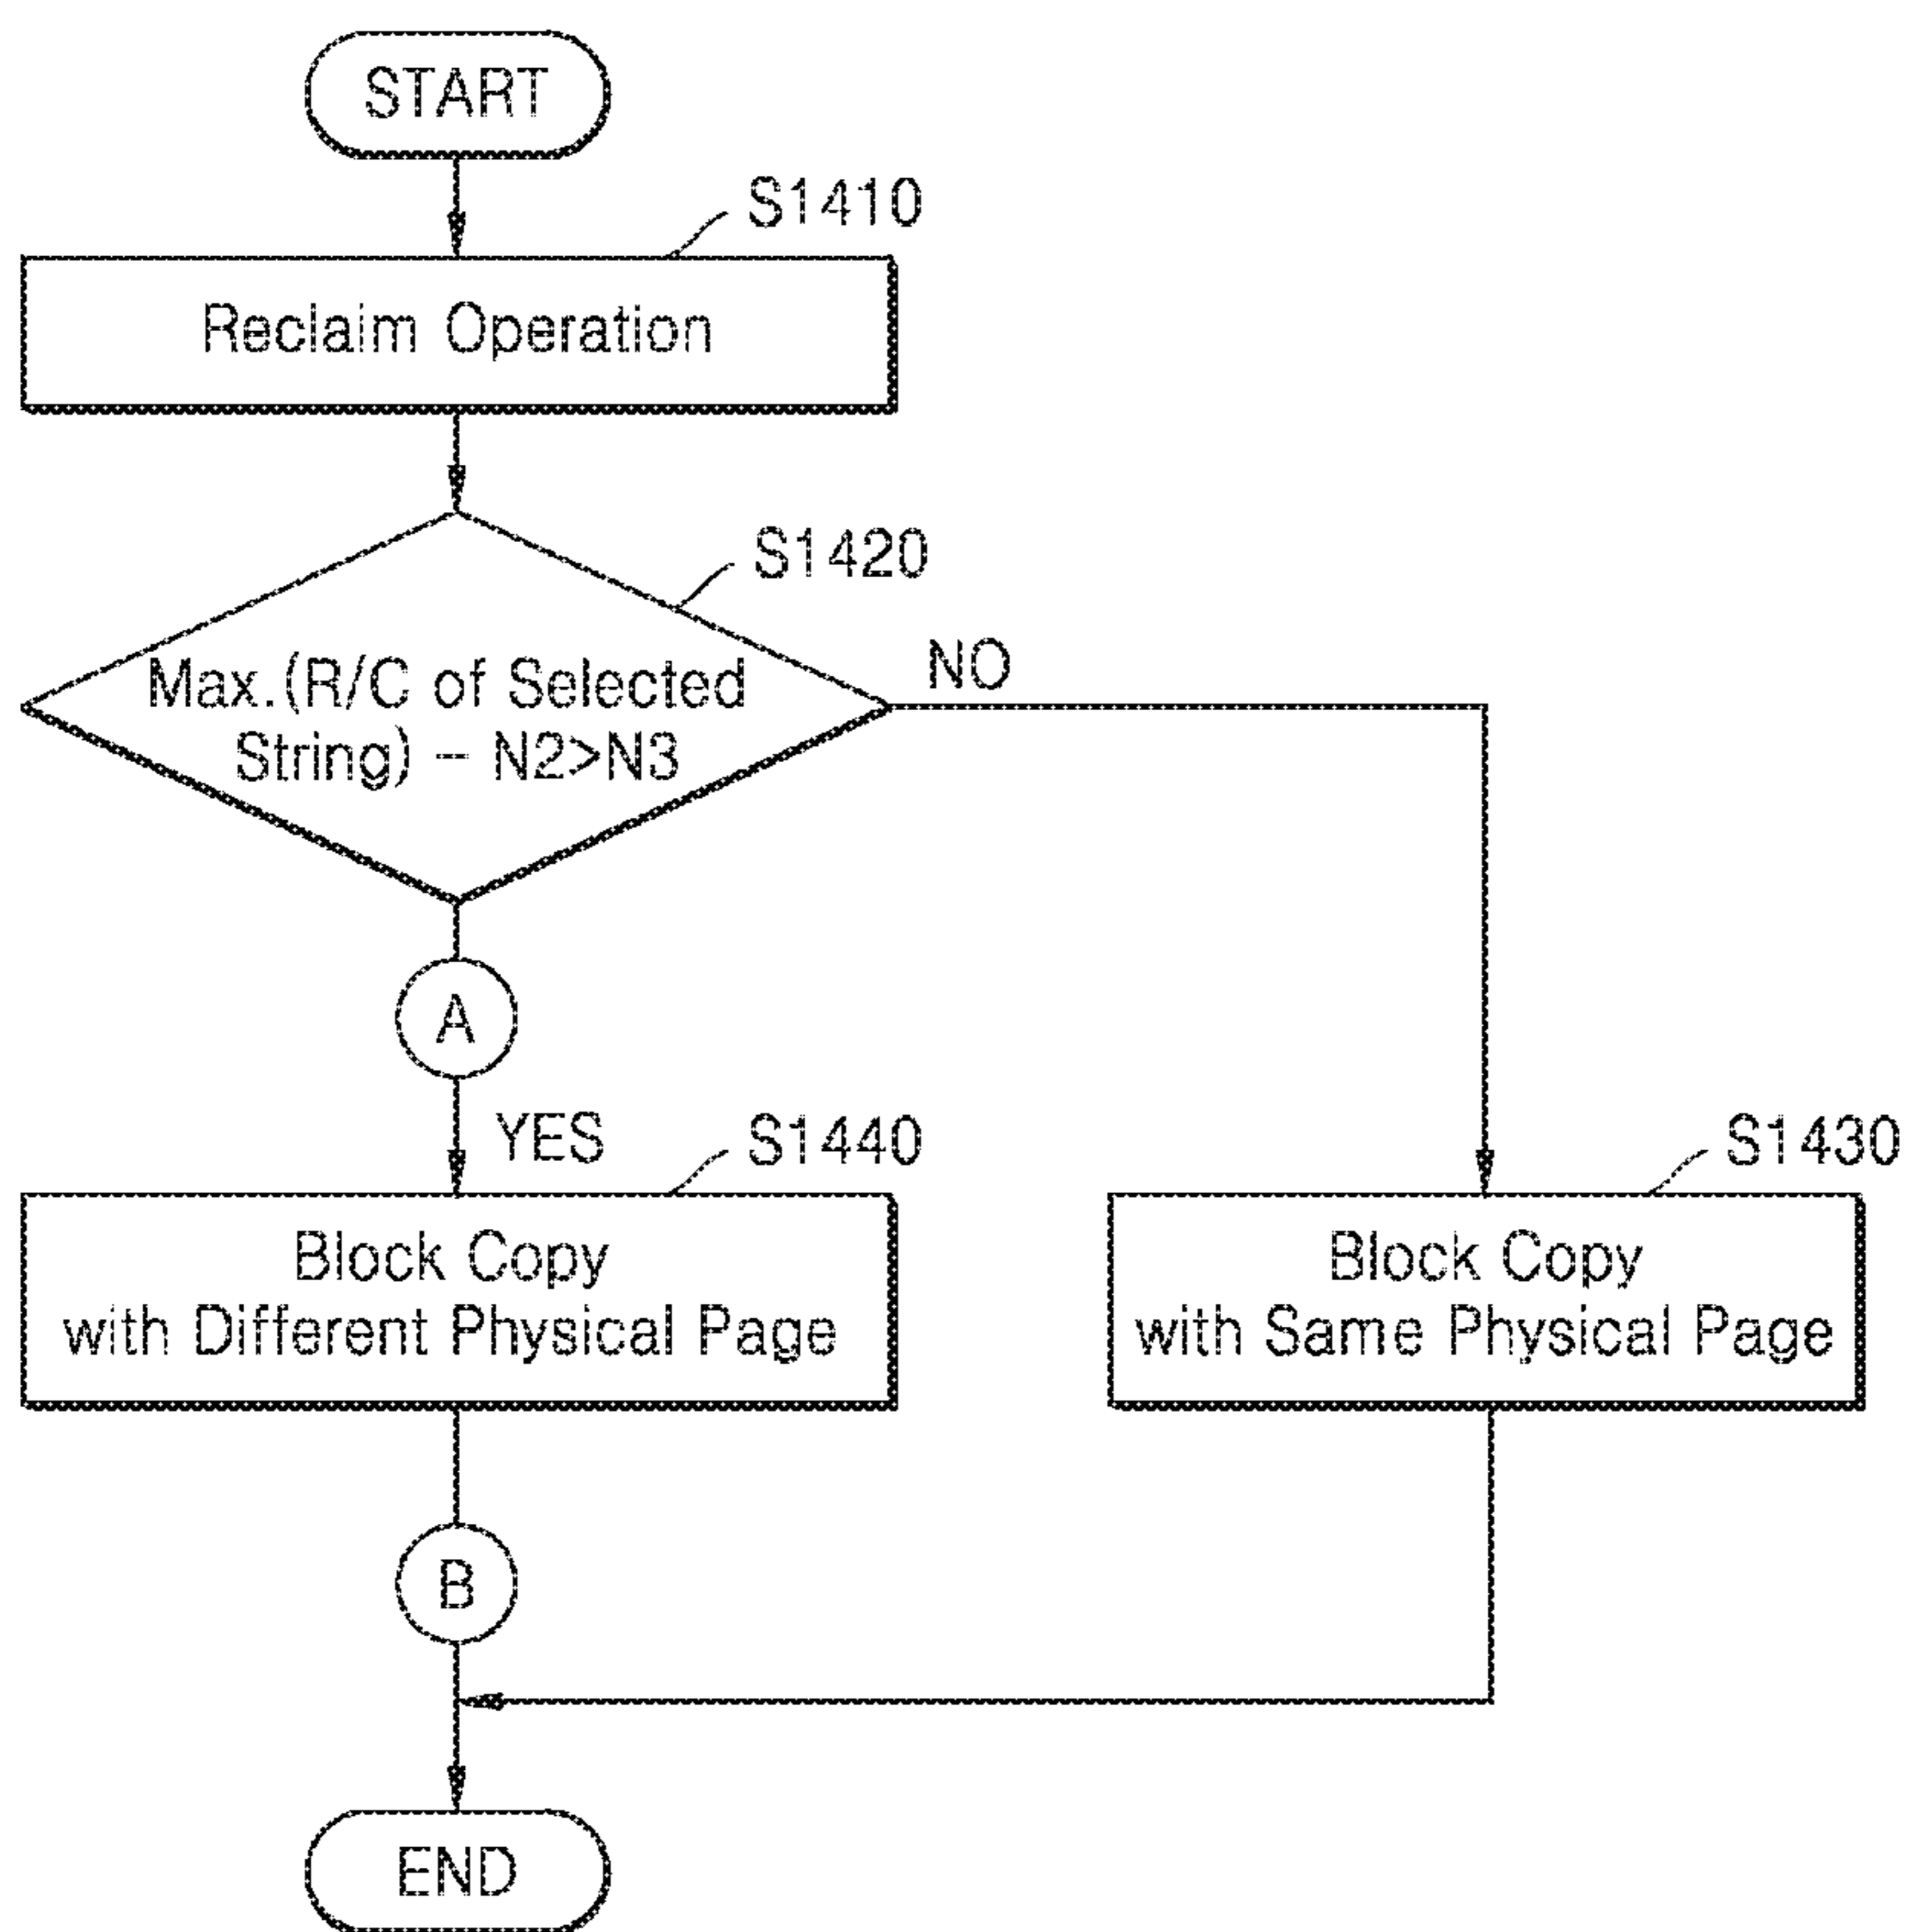 START
S1410
Reclaim Operation
S1420
Max.(R/C of Selected
String) - N2>N3
NO
A
YES
S1440
S1430
Block Copy
with Different Physical Page
Block Copy
with Same Physical Page
B
END